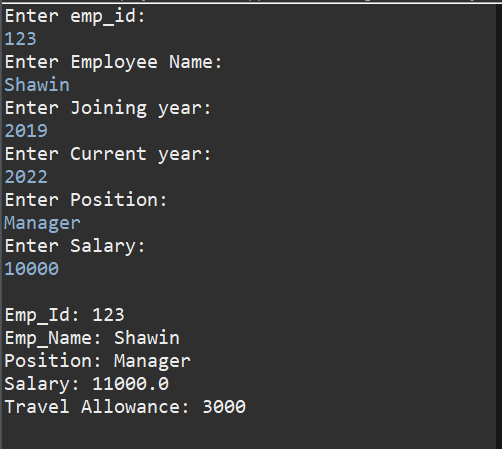 Enter emp_id:
123
Enter Employee Name:
Shawin
Enter Joining year:
2019
Enter Current year:
2022
Enter Position:
Manager
Enter Salary:
10000
Emp_Id: 123
Emp_Name: Shawin
Position: Manager
Salary: 11000.0
Travel Allowance: 3000